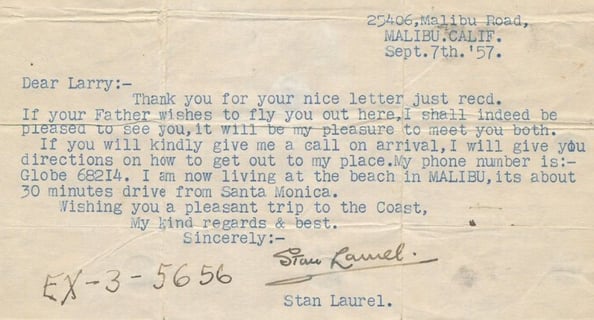 25406,Malibu Road,
MALIBU.CALIF.
Sept.7th.'57.
Dear Larry:-
Thank you for your nice letter just recd.
If your Father wishes to fly you out here,I shall indeed be
pleased to see you,it will be my pleasure to meet you both.
If you will kindly give me a call on arrival,I will give you
directions on how to get out to my place.My phone number is:-
Globe 68214. I am now living at the beach in MALIBU,its about
30 minutes drive from Santa Monica.
Wishing you a pleasant trip to the Coast,
My kind regards & best.
Sincerely:-
Stan Laurel.
EX-3-5656
Stan Laurel.